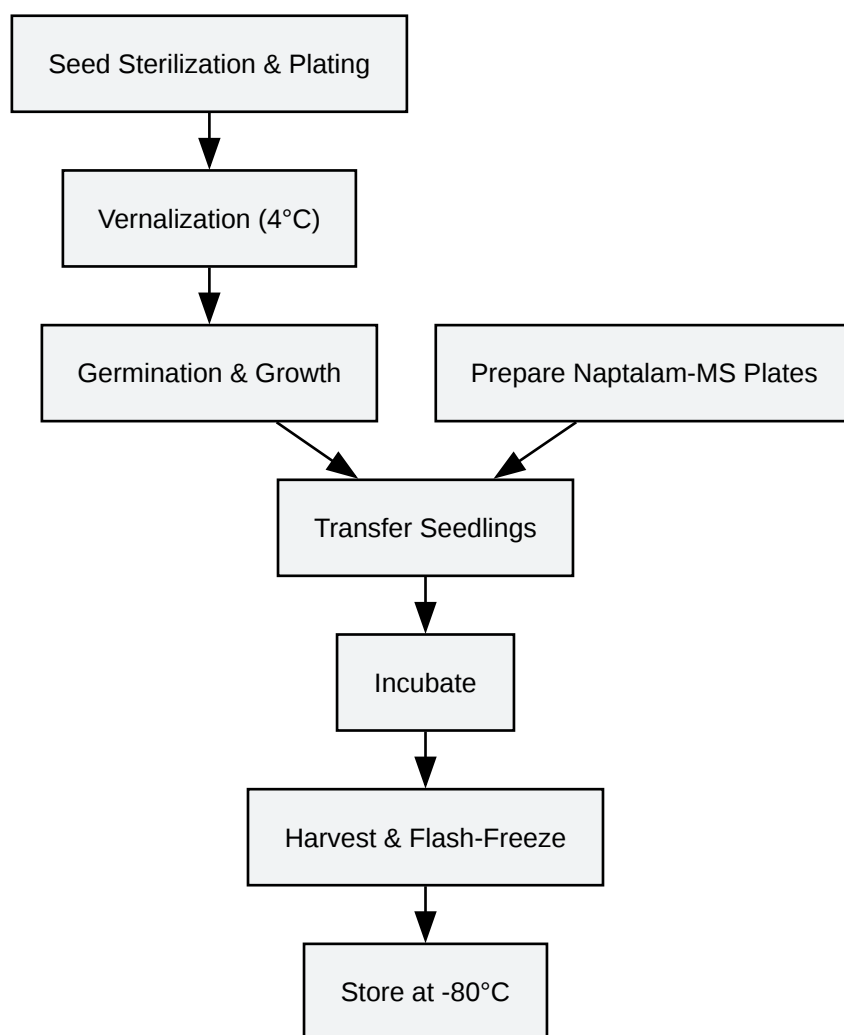 Seed Sterilization & Plating
Vernalization (4°C)
Germination & Growth
Prepare Naptalam-MS Plates
Transfer Seedlings
Incubate
Harvest & Flash-Freeze
Store at -80°C